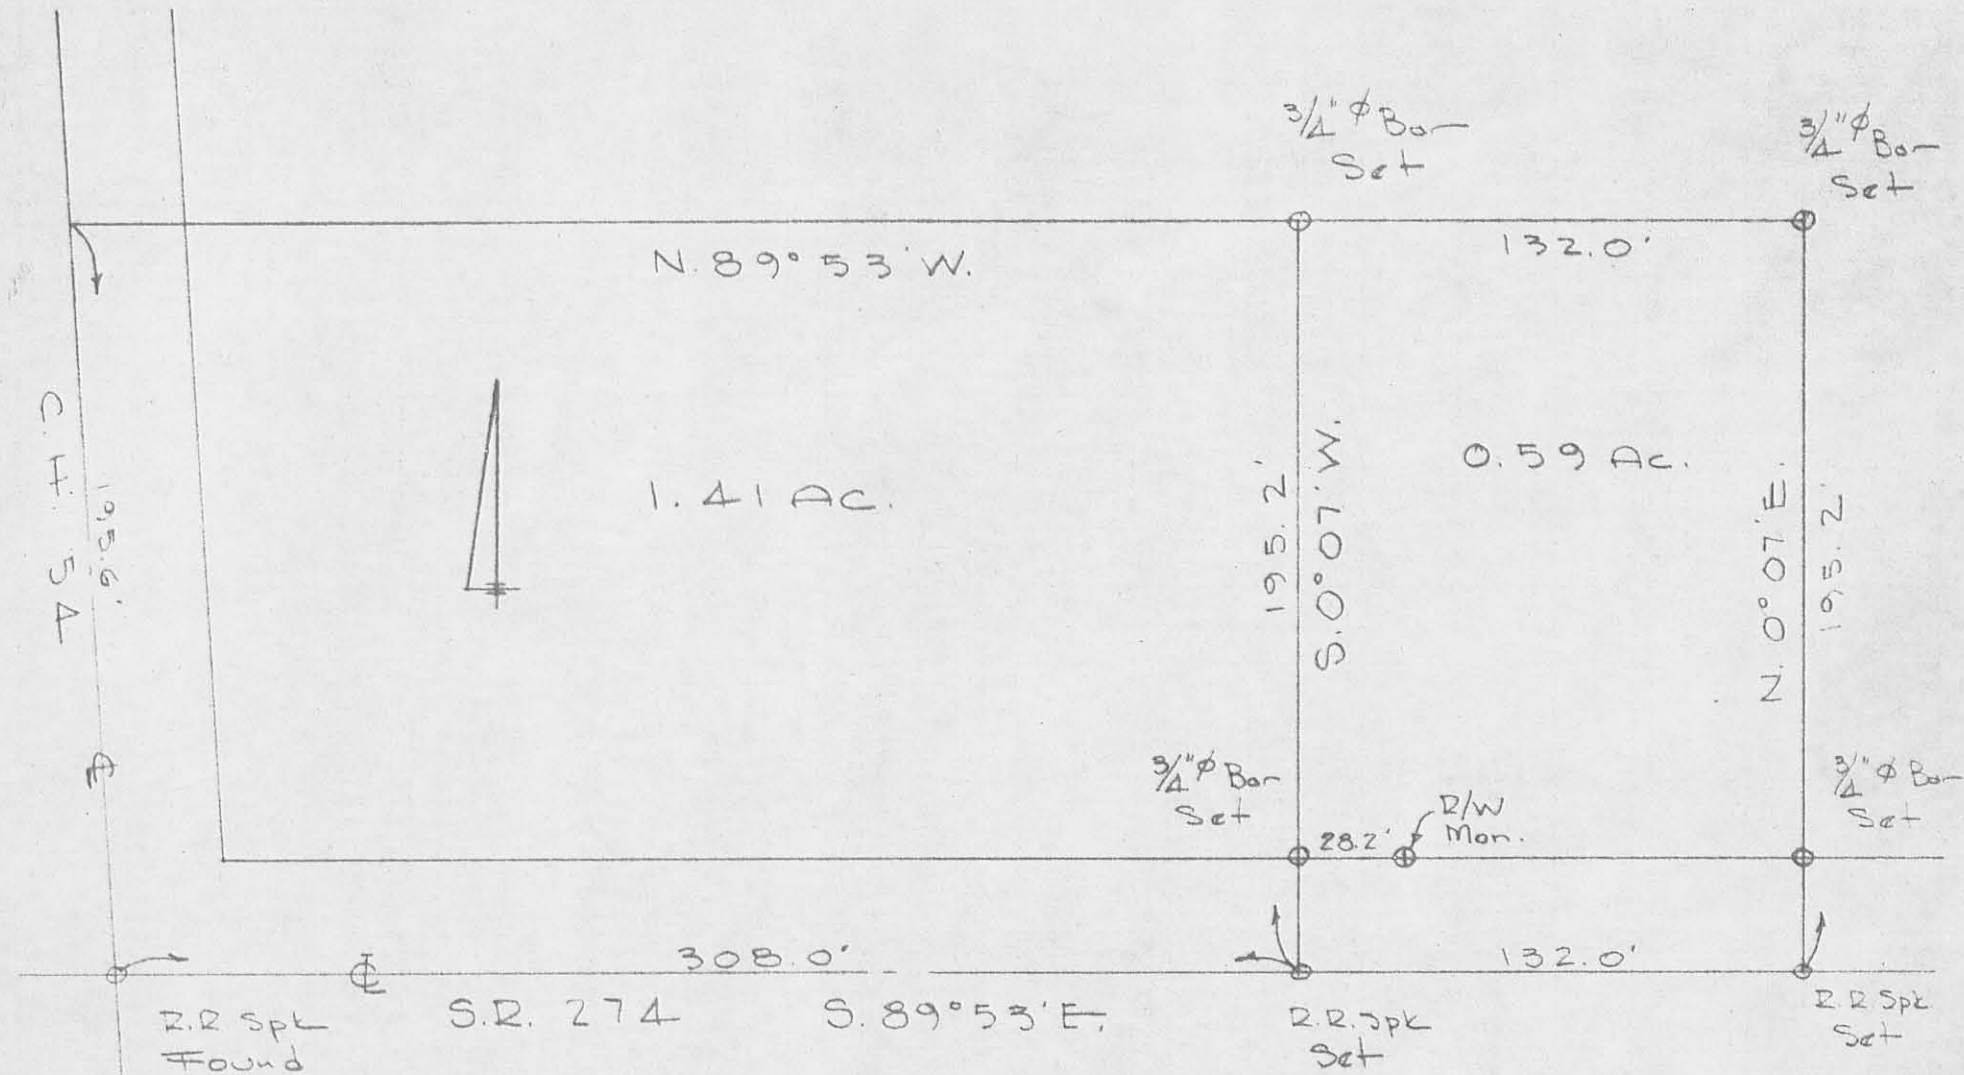 3/4" ⌀ Bar
Set
3/4" ⌀ Bar
Set
N. 89° 53' W.
132.0'
C. H. 54
195.6'
1.41 Ac.
195.2'
S. 0° 07' W.
0.59 Ac.
N. 0° 07' E.
195.2'
3/4" ⌀ Bar
Set
28.2'
R/W
Mon.
3/4" ⌀ Bar
Set
℄
308.0'
132.0'
℄
R.R. Spk
Found
S.R. 274
S. 89° 53' E.
R.R. Spk
Set
R.R. Spk
Set